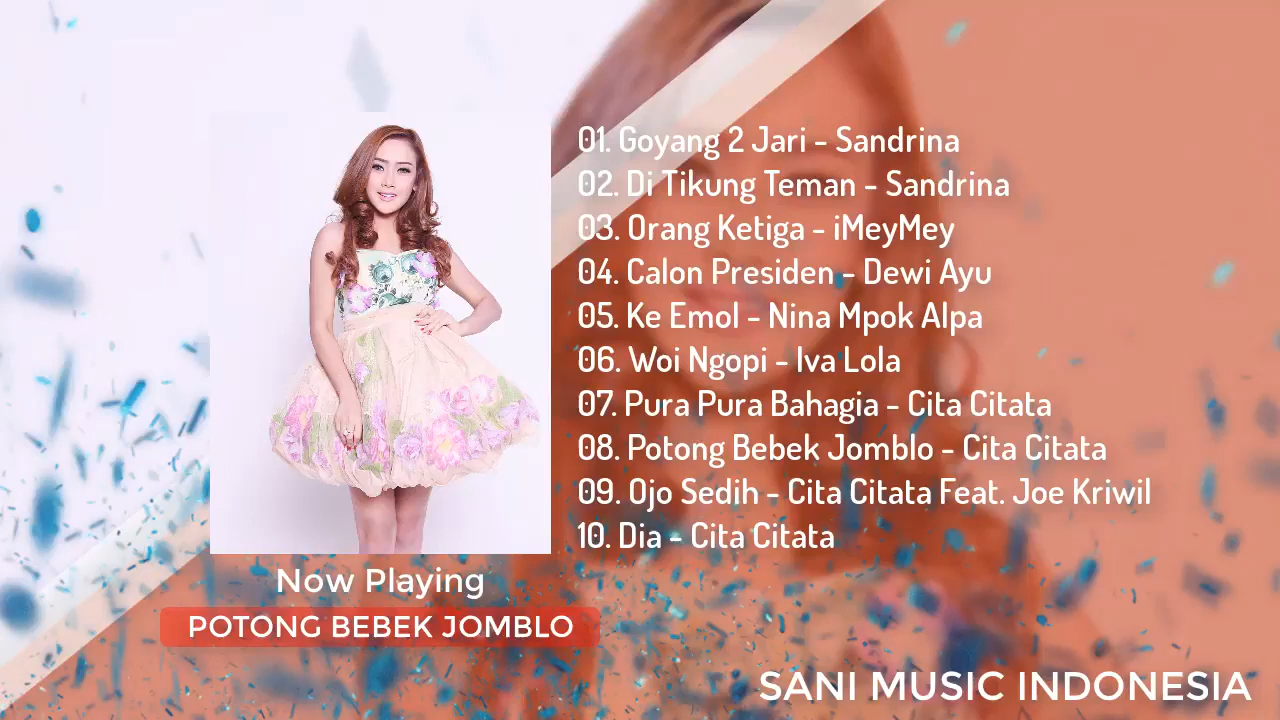 01. Goyang 2 Jari - Sandrina
02. Di Tikung Teman - Sandrina
03. Orang Ketiga - iMeyMey
04. Calon Presiden - Dewi Ayu
05. Ke Emol - Nina Mpok Alpa
06. Woi Ngopi - Iva Lola
07. Pura Pura Bahagia - Cita Citata
08. Potong Bebek Jomblo - Cita Citata
09. Ojo Sedih - Cita Citata Feat. Joe Kriwil
10. Dia - Cita Citata
Now Playing
POTONG BEBEK JOMBLO
SANI MUSIC INDONESIA